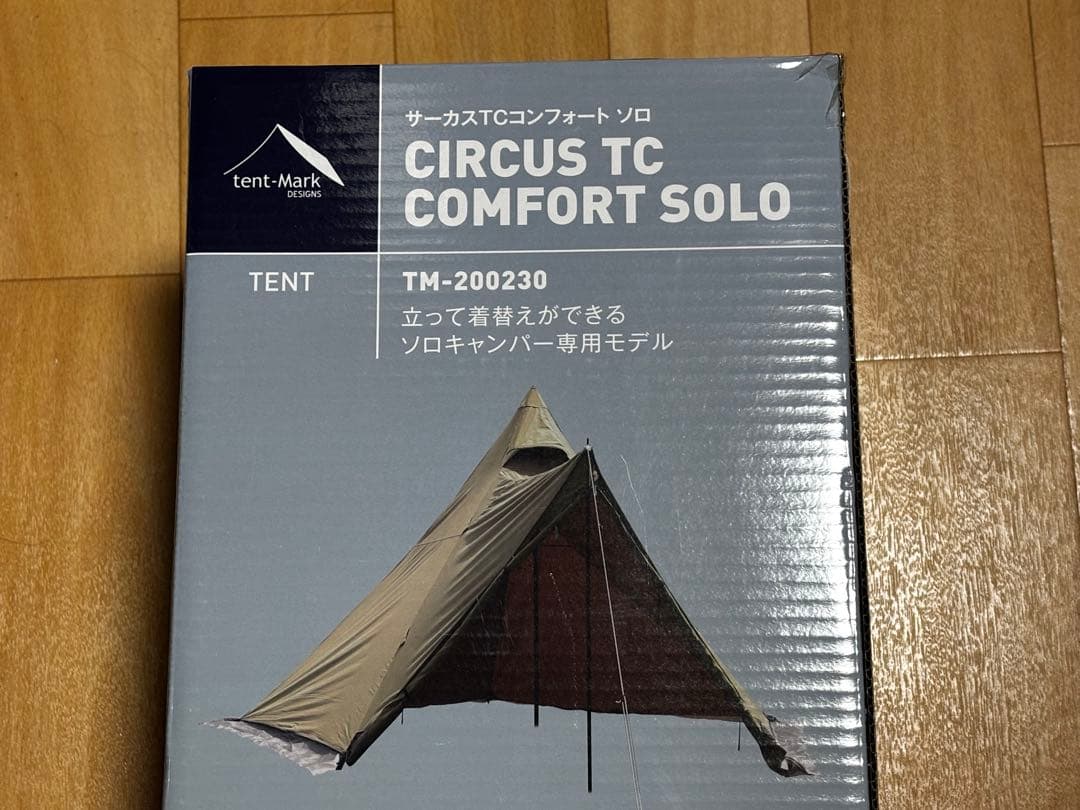 tent-Mark
DESIGNS
サーカスTCコンフォート ソロ
CIRCUS TC
COMFORT SOLO
TENT
TM-200230
立って着替えができる
ソロキャンパー専用モデル